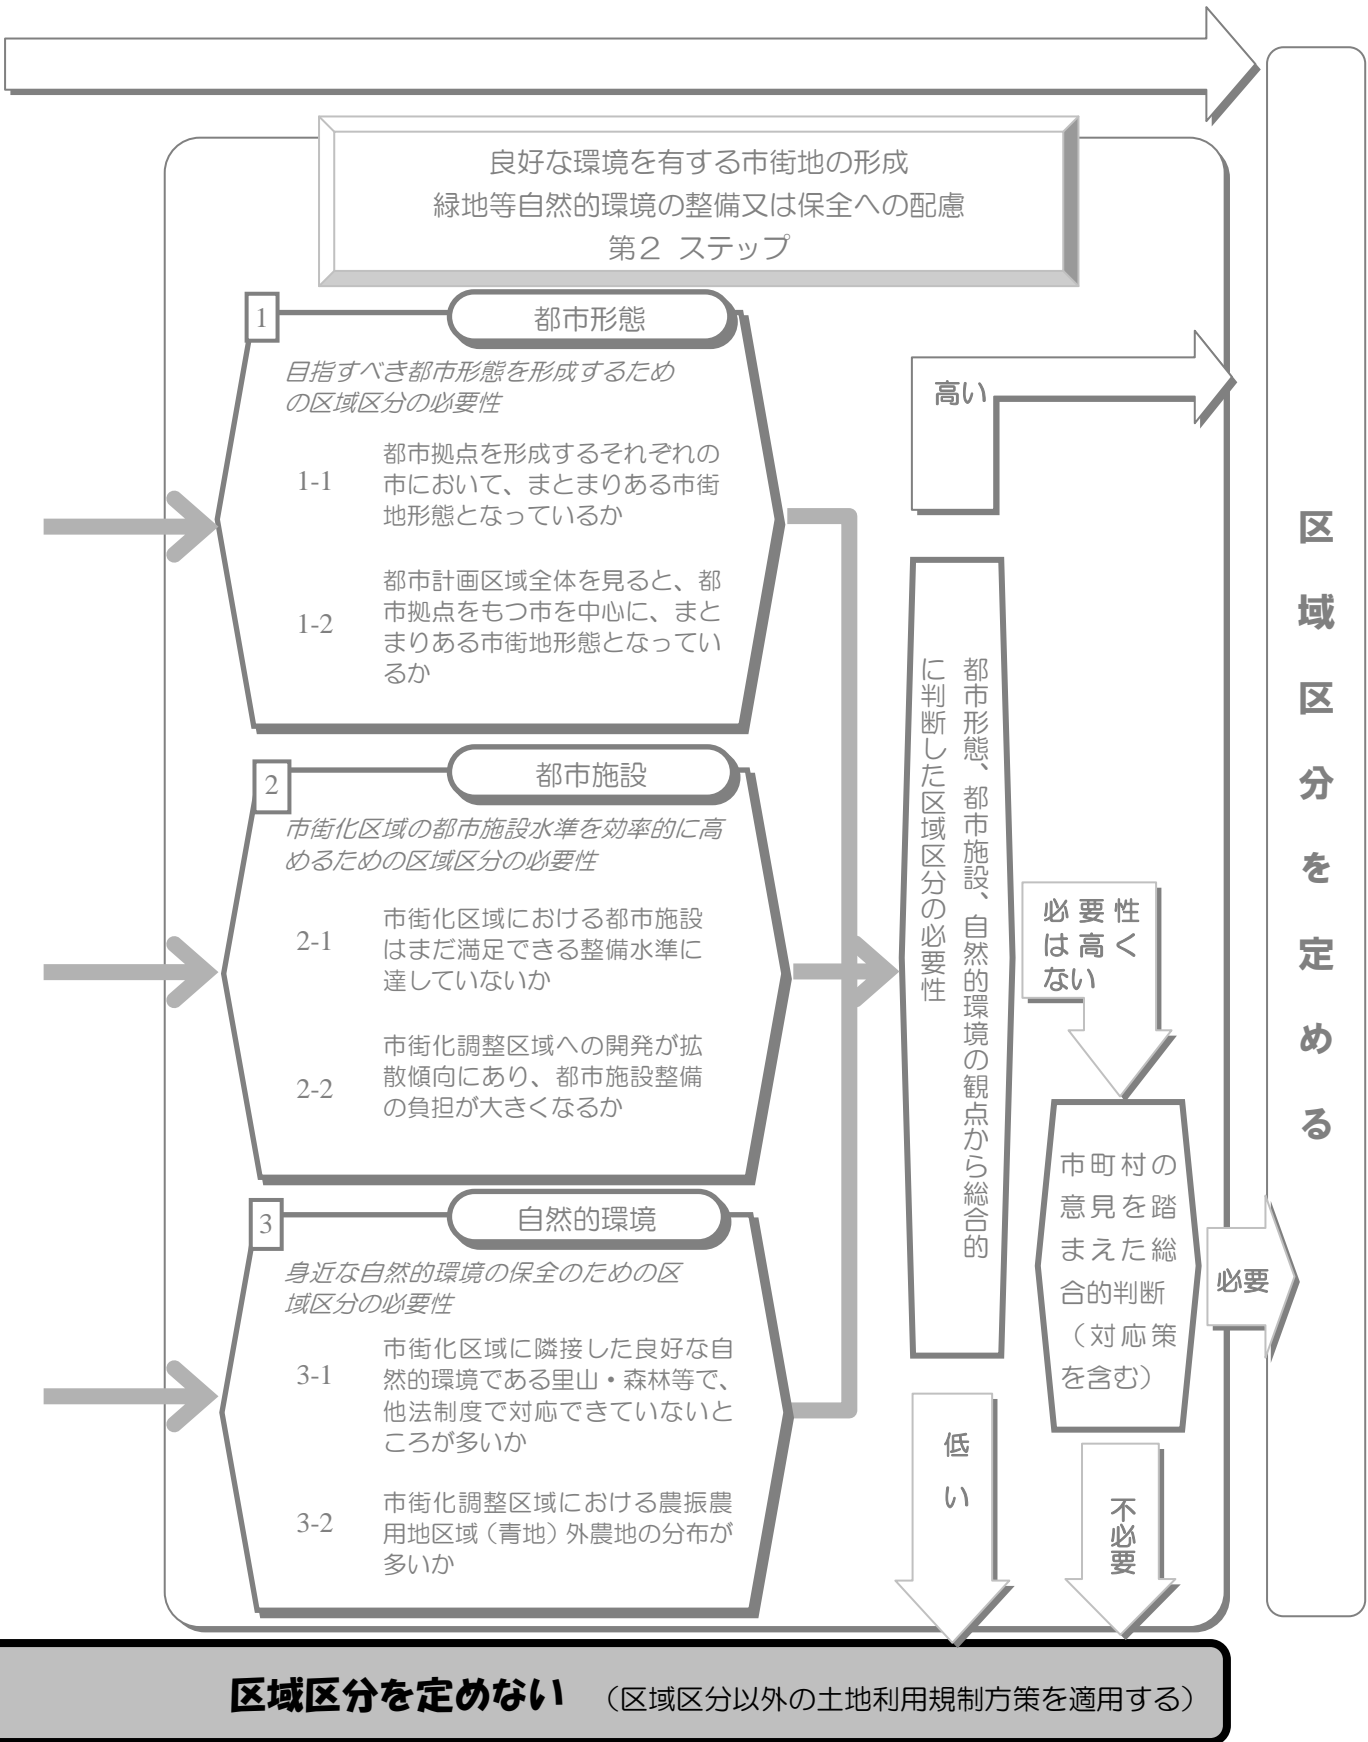 良好な環境を有する市街地の形成
緑地等自然的環境の整備又は保全への配慮
第２ ステップ
1
都市形態
目指すべき都市形態を形成するため
の区域区分の必要性
1-1
都市拠点を形成するそれぞれの
市において、まとまりある市街
地形態となっているか
1-2
都市計画区域全体を見ると、都
市拠点をもつ市を中心に、まと
まりある市街地形態となってい
るか
2
都市施設
市街化区域の都市施設水準を効率的に高
めるための区域区分の必要性
2-1
市街化区域における都市施設
はまだ満足できる整備水準に
達していないか
2-2
市街化調整区域への開発が拡
散傾向にあり、都市施設整備
の負担が大きくなるか
3
自然的環境
身近な自然的環境の保全のための区
域区分の必要性
3-1
市街化区域に隣接した良好な自
然的環境である里山・森林等で、
他法制度で対応できていないと
ころが多いか
3-2
市街化調整区域における農振農
用地区域（青地）外農地の分布が
多いか
高い
都市形態、都市施設、自然的環境の観点から総合的
に判断した区域区分の必要性
必要性
は高く
ない
市町村の
意見を踏
まえた総
合的判断
（対応策
を含む）
必要
低い
不必要
区域区分を定める
区域区分を定めない （区域区分以外の土地利用規制方策を適用する）